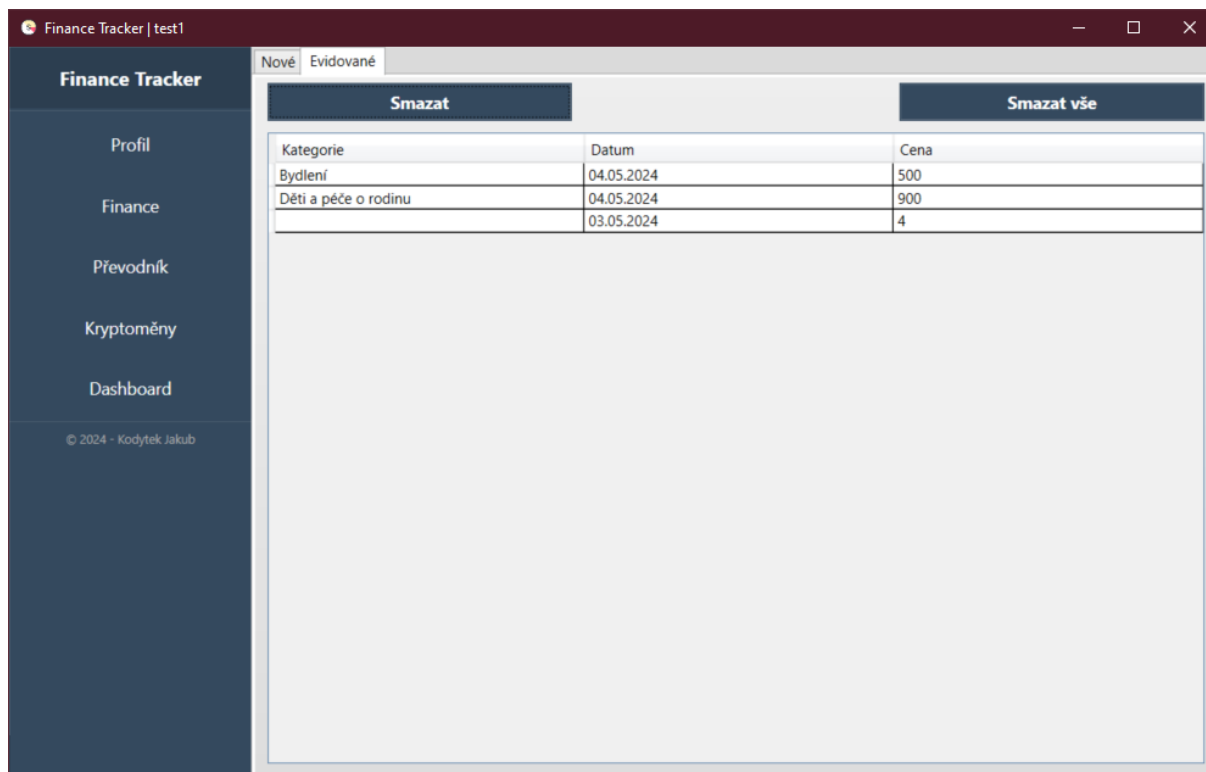 Finance Tracker | test1
Finance Tracker
Profil
Finance
Převodník
Kryptoměny
Dashboard
© 2024 - Kodytek Jakub
Nové Evidované
Smazat Smazat vše
Kategorie Datum Cena
Bydlení 04.05.2024 500
Děti a péče o rodinu 04.05.2024 900
03.05.2024 4